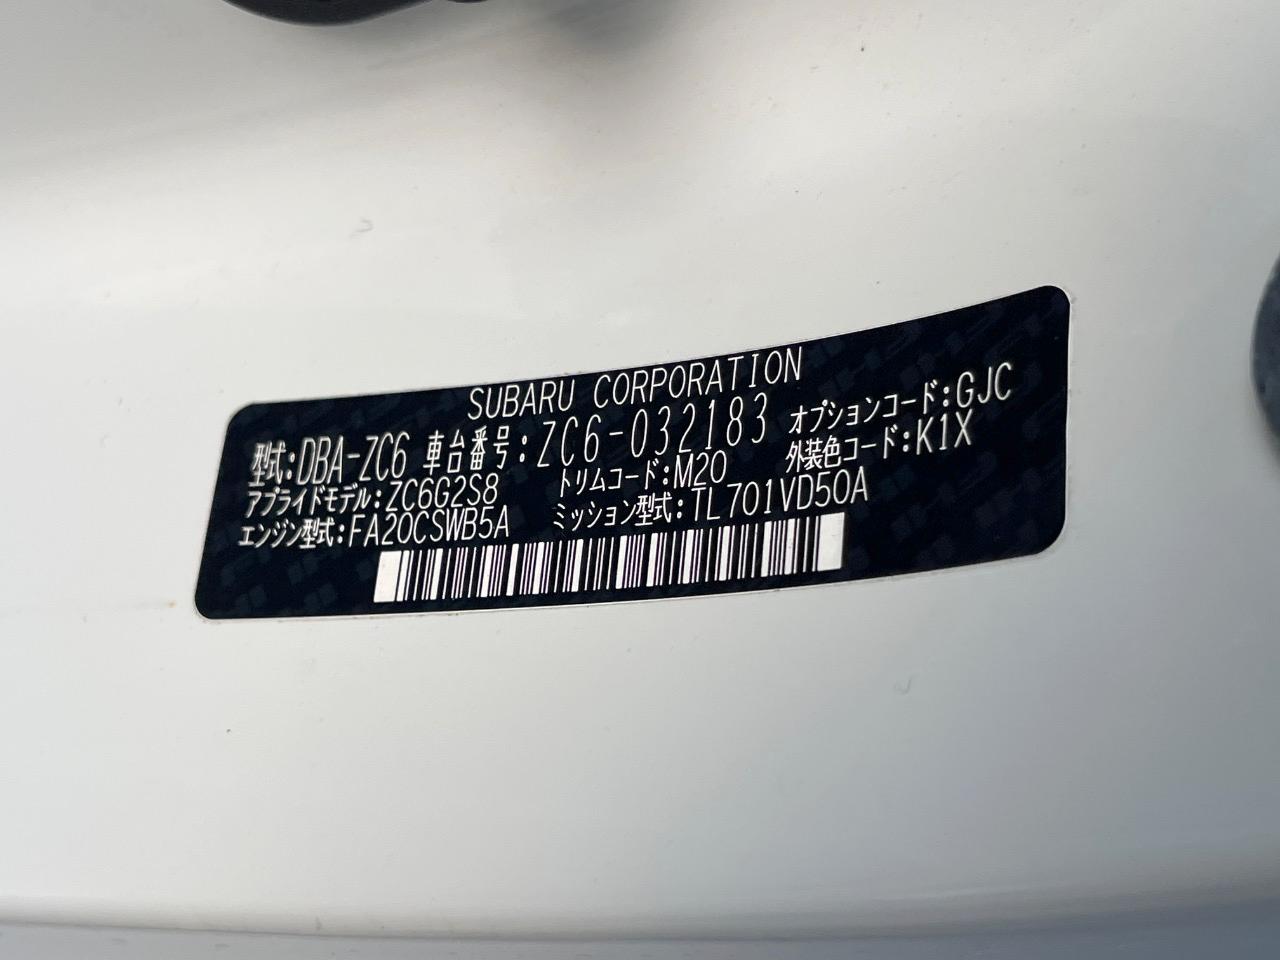 SUBARU CORPORATION
型式:DBA-ZC6 車台番号:ZC6-032183 オプションコード:GJC
アプライドモデル:ZC6G2S8 トリムコード:M20 外装色コード:K1X
エンジン型式:FA20CSWB5A ミッション型式:TL701VD50A